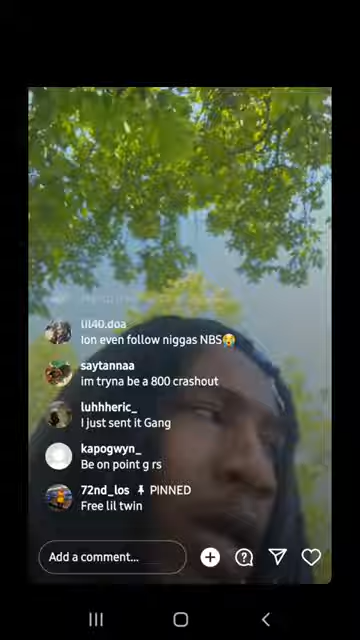 lil40.doa
Ion even follow niggas NBS😭
saytannaa
im tryna be a 800 crashout
luhhheric_
I just sent it Gang
kapogwyn_
Be on point g rs
72nd_los PINNED
Free lil twin
Add a comment...